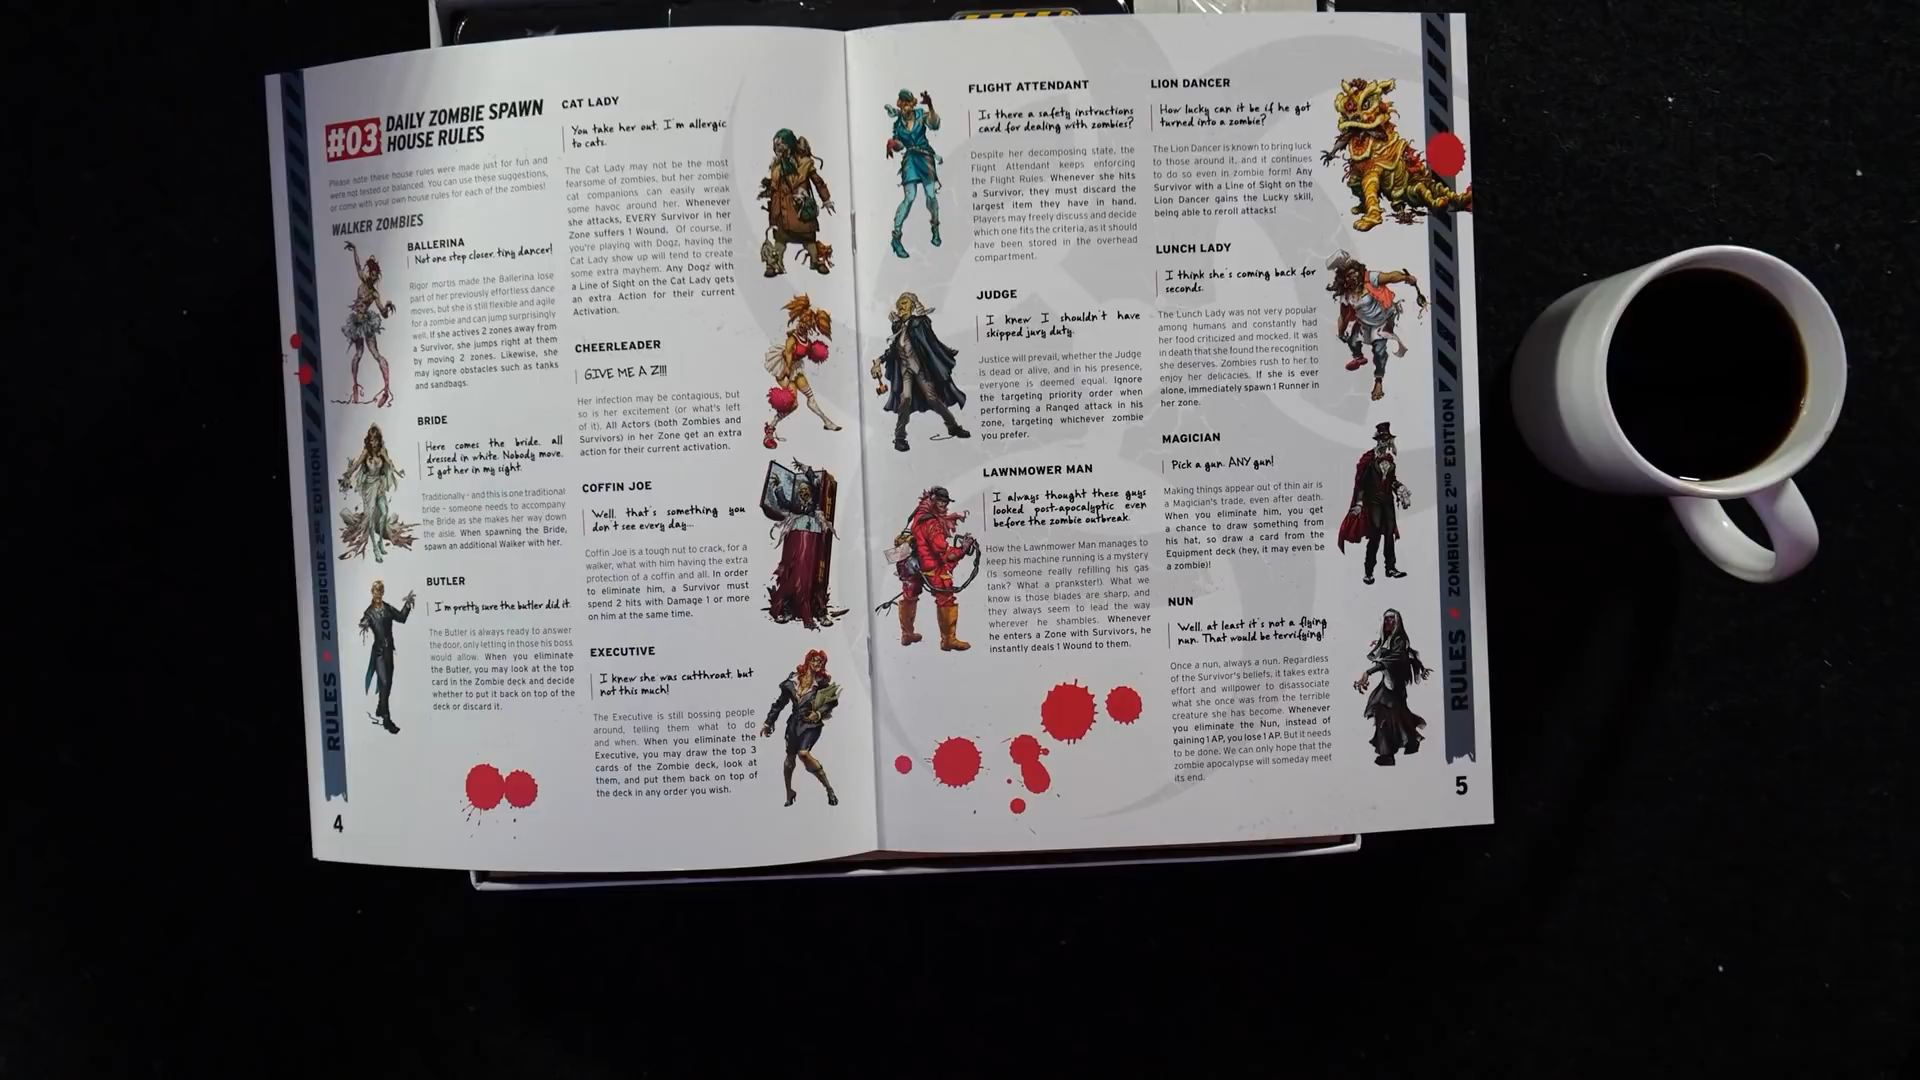 #03 DAILY ZOMBIE SPAWN
HOUSE RULES
Please note these house rules were made just for fun and
were not tested or balanced. You can use these suggestions,
or come with your own house rules for each of the zombies!
WALKER ZOMBIES
BALLERINA
Not one step closer, tiny dancer!
Rigor mortis made the Ballerina lose
part of her previously effortless dance
moves, but she is still flexible and agile
for a zombie and can jump surprisingly
well. If she actives 2 zones away from
a Survivor, she jumps right at them
by moving 2 zones. Likewise, she
may ignore obstacles such as tanks
and sandbags.
BRIDE
Here comes the bride, all
dressed in white. Nobody move.
I got her in my sight.
Traditionally - and this is one traditional
bride - someone needs to accompany
the Bride as she makes her way down
the aisle. When spawning the Bride,
spawn an additional Walker with her.
BUTLER
I'm pretty sure the butler did it.
The Butler is always ready to answer
the door, only letting in those his boss
would allow. When you eliminate
the Butler, you may look at the top
card in the Zombie deck and decide
whether to put it back on top of the
deck or discard it.
CAT LADY
You take her out. I'm allergic
to cats.
The Cat Lady may not be the most
fearsome of zombies, but her zombie
cat companions can easily wreak
some havoc around her. Whenever
she attacks, EVERY Survivor in her
Zone suffers 1 Wound. Of course, if
you're playing with Dogz, having the
Cat Lady show up will tend to create
some extra mayhem. Any Dogz with
a Line of Sight on the Cat Lady gets
an extra Action for their current
Activation.
CHEERLEADER
GIVE ME A Z!!!
Her infection may be contagious, but
so is her excitement (or what's left
of it). All Actors (both Zombies and
Survivors) in her Zone get an extra
action for their current activation.
COFFIN JOE
Well, that's something you
don't see every day...
Coffin Joe is a tough nut to crack, for a
walker, what with him having the extra
protection of a coffin and all. In order
to eliminate him, a Survivor must
spend 2 hits with Damage 1 or more
on him at the same time.
EXECUTIVE
I knew she was cutthroat, but
not this much!
The Executive is still bossing people
around, telling them what to do
and when. When you eliminate the
Executive, you may draw the top 3
cards of the Zombie deck, look at
them, and put them back on top of
the deck in any order you wish.
RULES ZOMBICIDE 2ND EDITION
4
FLIGHT ATTENDANT
Is there a safety instructions
card for dealing with zombies?
Despite her decomposing state, the
Flight Attendant keeps enforcing
the Flight Rules. Whenever she hits
a Survivor, they must discard the
largest item they have in hand.
Players may freely discuss and decide
which one fits the criteria, as it should
have been stored in the overhead
compartment.
JUDGE
I knew I shouldn't have
skipped jury duty.
Justice will prevail, whether the Judge
is dead or alive, and in his presence,
everyone is deemed equal. Ignore
the targeting priority order when
performing a Ranged attack in his
zone, targeting whichever zombie
you prefer.
LAWNMOWER MAN
I always thought these guys
looked post-apocalyptic even
before the zombie outbreak.
How the Lawnmower Man manages to
keep his machine running is a mystery
(is someone really refilling his gas
tank? What a prankster!). What we
know is those blades are sharp, and
they always seem to lead the way
wherever he shambles. Whenever
he enters a Zone with Survivors, he
instantly deals 1 Wound to them.
LION DANCER
How lucky can it be if he got
turned into a zombie?
The Lion Dancer is known to bring luck
to those around it, and it continues
to do so even in zombie form! Any
Survivor with a Line of Sight on the
Lion Dancer gains the Lucky skill,
being able to reroll attacks!
LUNCH LADY
I think she's coming back for
seconds.
The Lunch Lady was not very popular
among humans and constantly had
her food criticized and mocked. It was
in death that she found the recognition
she deserves. Zombies rush to her to
enjoy her delicacies. If she is ever
alone, immediately spawn 1 Runner in
her zone.
MAGICIAN
Pick a gun. ANY gun!
Making things appear out of thin air is
a Magician's trade, even after death.
When you eliminate him, you get
a chance to draw something from
his hat, so draw a card from the
Equipment deck (hey, it may even be
a zombie)!
NUN
Well, at least it's not a flying
nun. That would be terrifying!
Once a nun, always a nun. Regardless
of the Survivor's beliefs, it takes extra
effort and willpower to disassociate
what she once was from the terrible
creature she has become. Whenever
you eliminate the Nun, instead of
gaining 1 AP, you lose 1 AP. But it needs
to be done. We can only hope that the
zombie apocalypse will someday meet
its end.
RULES ZOMBICIDE 2ND EDITION
5